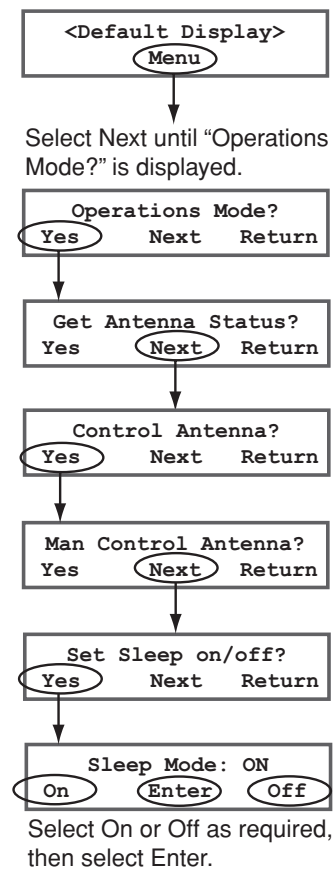 <Default Display>
Menu
Select Next until “Operations
Mode?” is displayed.
Operations Mode?
Yes Next Return
Get Antenna Status?
Yes Next Return
Control Antenna?
Yes Next Return
Man Control Antenna?
Yes Next Return
Set Sleep on/off?
Yes Next Return
Sleep Mode: ON
On Enter Off
Select On or Off as required,
then select Enter.